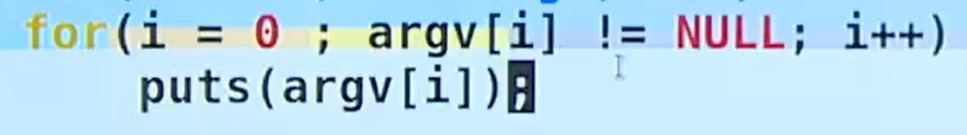 for(i = 0 ; argv[i] != NULL; i++)
puts(argv[i]);